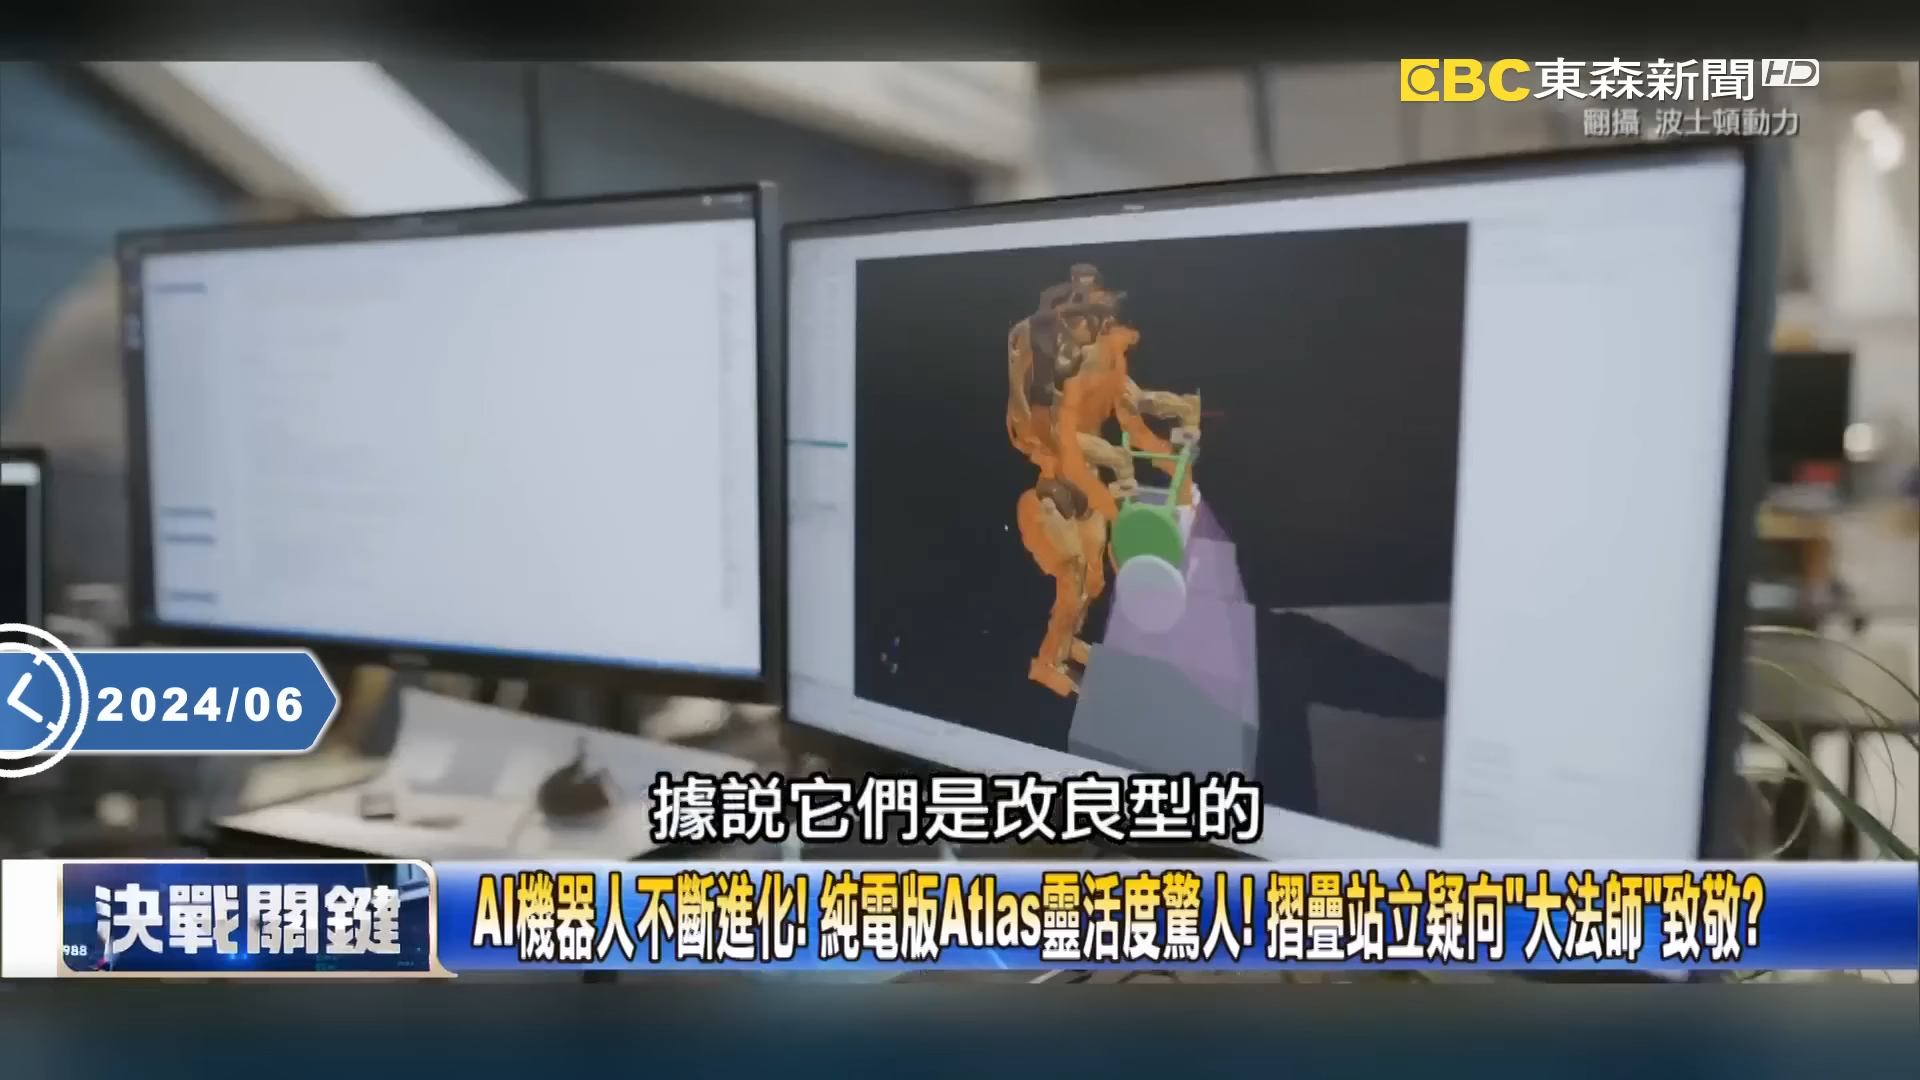 EBC東森新聞HD
翻攝 波士頓動力
2024/06
據説它們是改良型的
決戰關鍵
988
AI機器人不斷進化! 純電版Atlas靈活度驚人! 摺疊站立疑向"大法師"致敬?